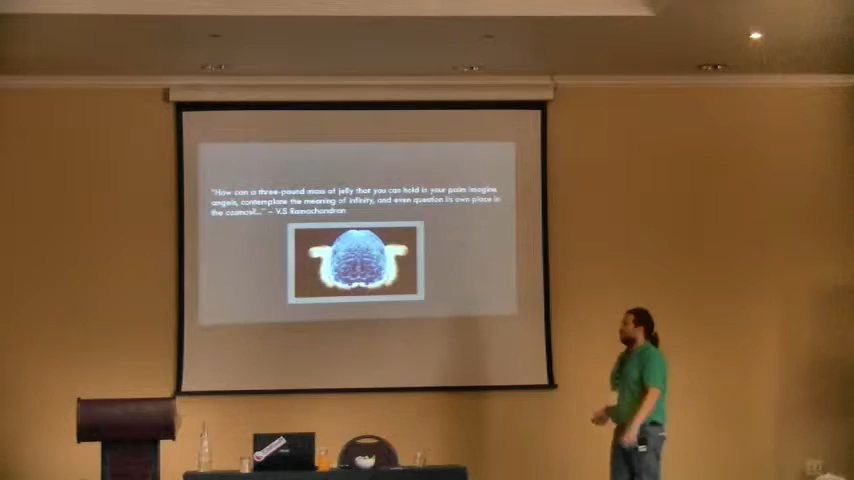 "How can a three-pound mass of jelly that you can hold in your palm imagine
angels, contemplate the meaning of infinity, and even question its own place in
the cosmos?..." – V.S Ramachandran